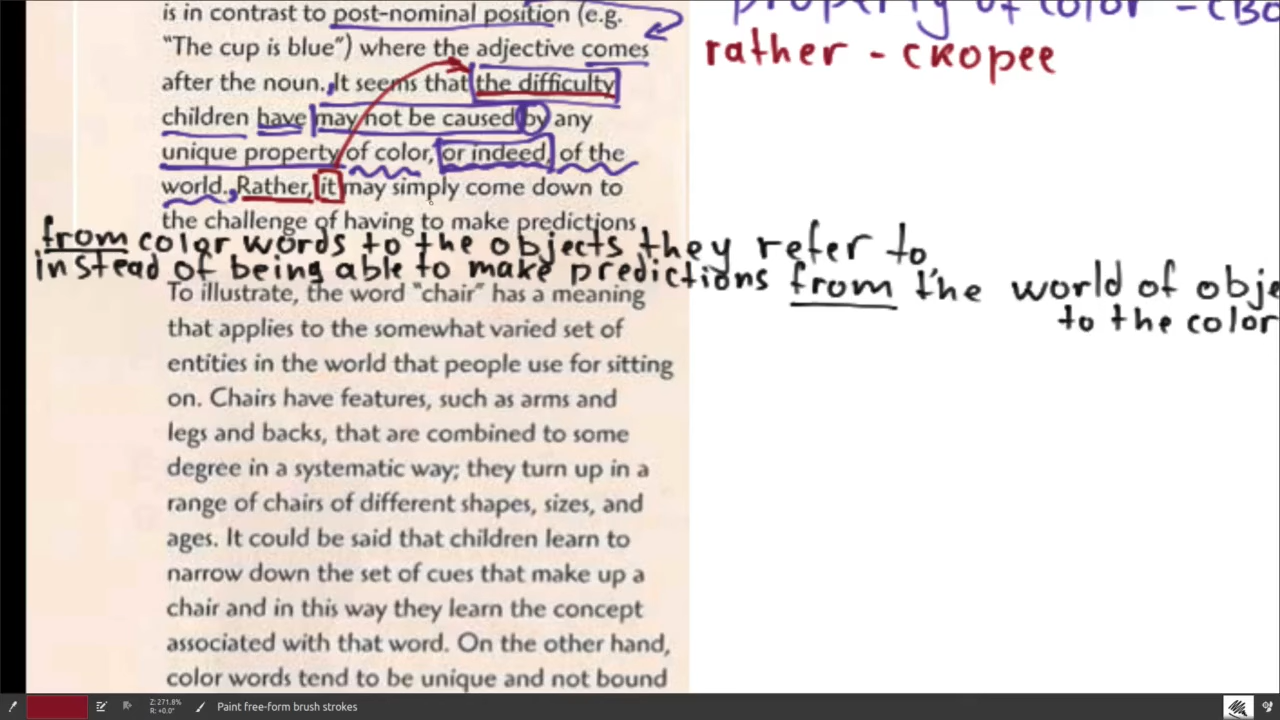 is in contrast to post-nominal position (e.g.
"The cup is blue") where the adjective comes
after the noun. It seems that the difficulty
children have may not be caused by any
unique property of color, or indeed, of the
world. Rather, it may simply come down to
the challenge of having to make predictions
from color words to the objects they refer to,
instead of being able to make predictions from the world of obje
to the color
To illustrate, the word "chair" has a meaning
that applies to the somewhat varied set of
entities in the world that people use for sitting
on. Chairs have features, such as arms and
legs and backs, that are combined to some
degree in a systematic way; they turn up in a
range of chairs of different shapes, sizes, and
ages. It could be said that children learn to
narrow down the set of cues that make up a
chair and in this way they learn the concept
associated with that word. On the other hand,
color words tend to be unique and not bound
property of color - сво
rather - скорее
Z: 271.8%
R: +0.0°
Paint free-form brush strokes